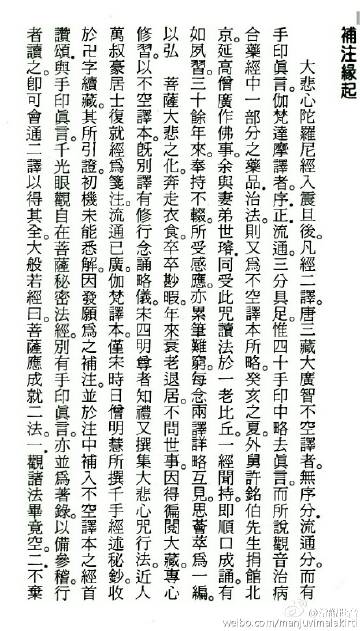 補注緣起
大悲心陀羅尼經入震旦後。凡經二譯。唐三藏大廣智不空譯者。無序分流通分。而有
手印眞言。伽梵達摩譯者。序正流通。三分具足。惟四十手印中略去眞言。而所說觀音治病
合藥經中一部分之藥品治法。則又爲不空譯本所略。癸亥之夏。外舅許銘伯先生捐館北
京。延高僧廣作佛事。余與妻弟世璿。同受此咒讀法於一老比丘。一經聞持。卽順口成誦。有
如夙習。三十餘年來。奉持不輟。所受感應。亦累筆難窮。每念兩譯詳略互見。思薈萃爲一編。
以弘　菩薩大悲之化。奔走衣食。卒卒尠暇。年來衰老退居。不問世事。因得徧閱大藏。專心
修習。以不空譯本旣別譯有修行念誦略儀。宋四明尊者知禮又撰集大悲心咒行法。近人
萬叔豪居士復就經爲箋注。流通已廣。伽梵譯本。僅宋時日僧明慧所撰千手經述秘鈔。收
於卍字續藏。其所引證。初機未能悉解。因發願爲之補注。並於注中補入不空譯本之經首
讚頌。與手印眞言。千光眼觀自在菩薩秘密法經。別有手印眞言。亦並爲著錄。以備參稽。行
者讀之。卽可會通二譯。以得其全。大般若經曰。菩薩應成就二法。一觀諸法畢竟空。二不棄
weibo.com/manjuvimalakirti